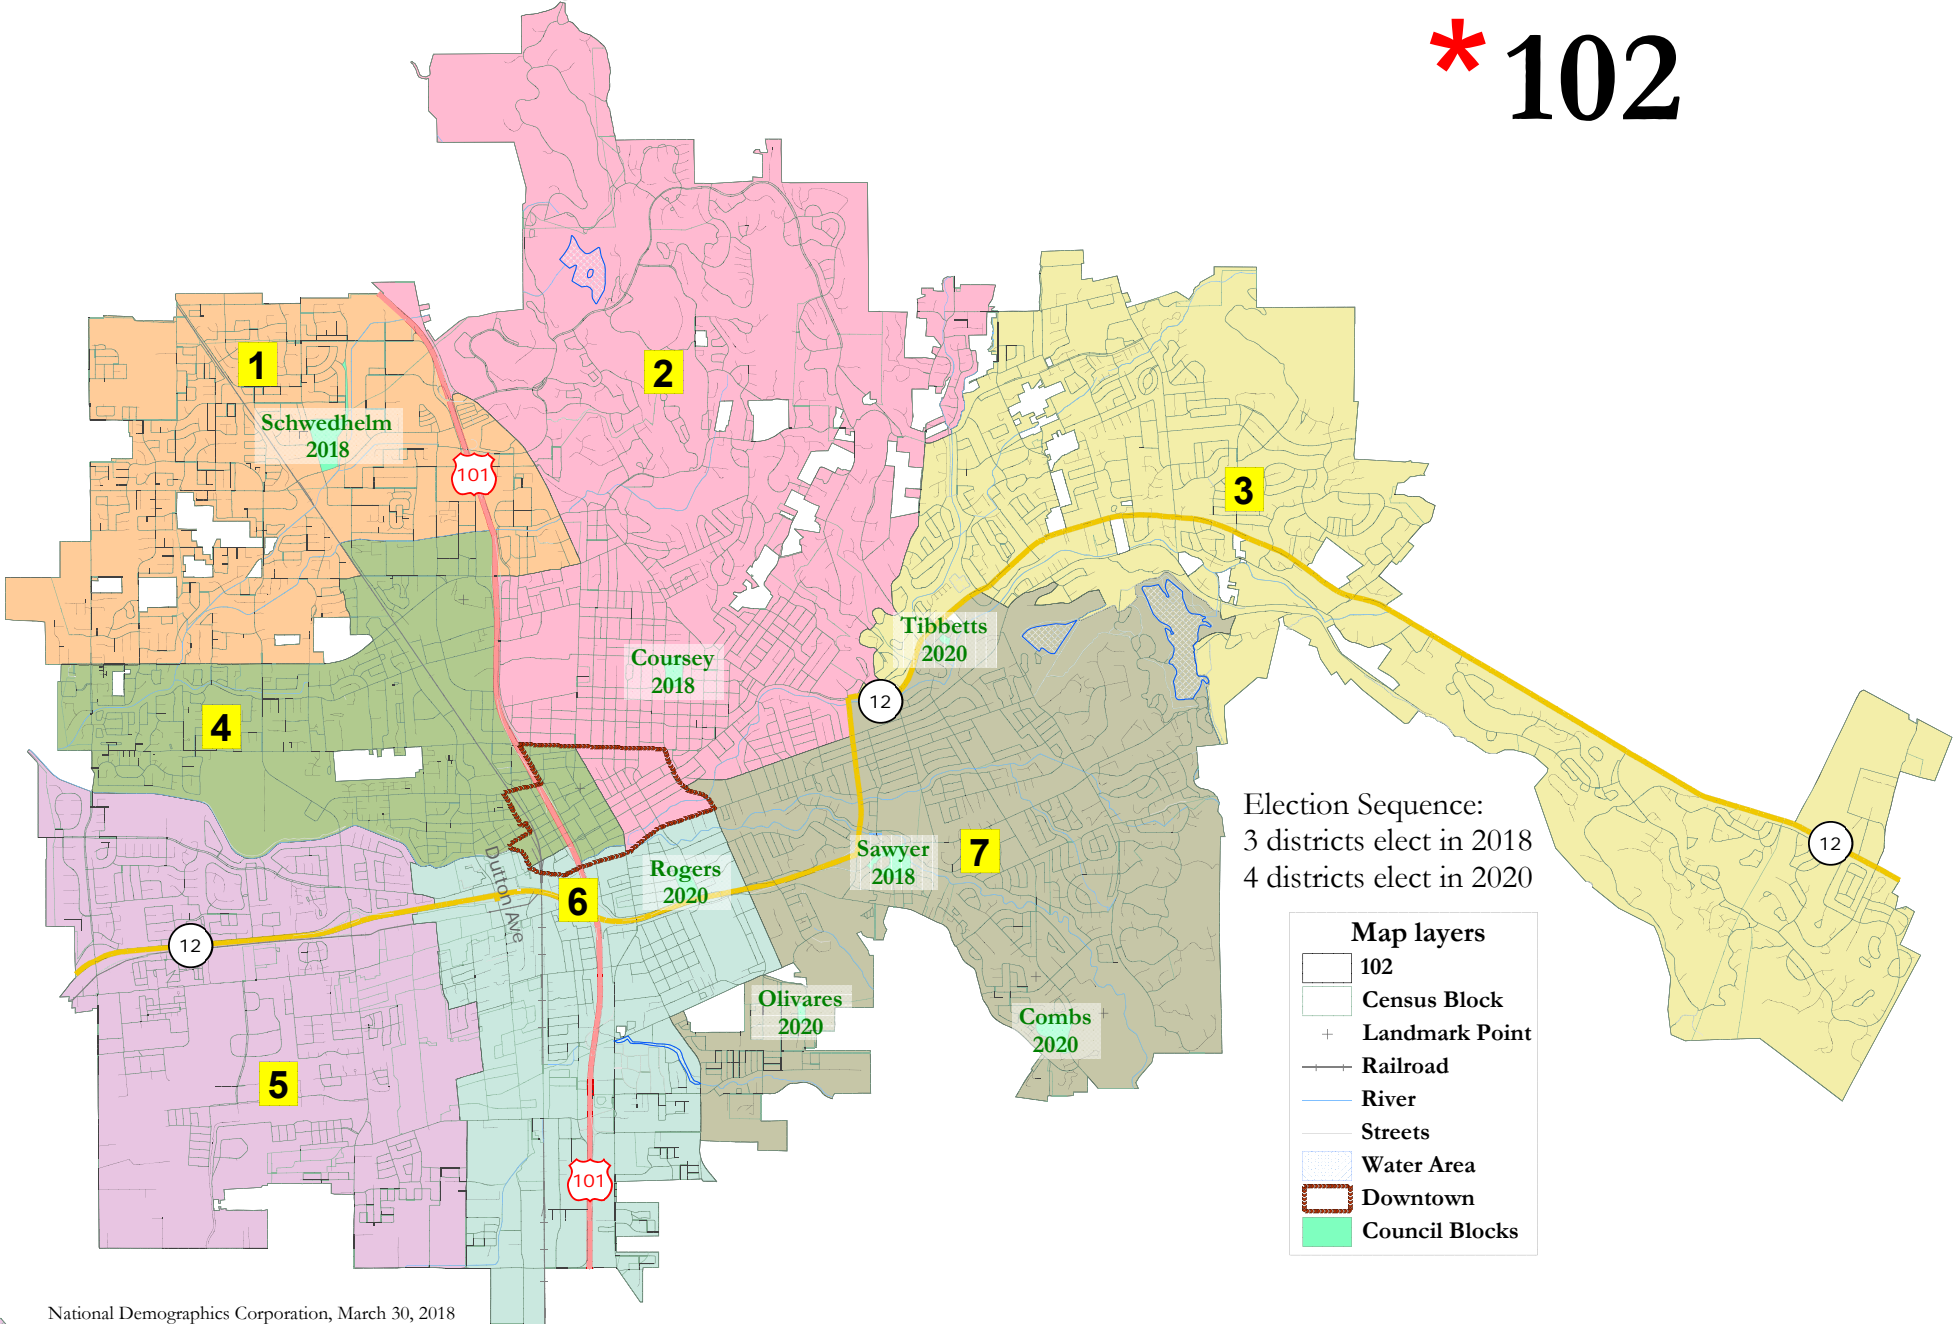 *102
1
2
Schwedhelm
2018
101
3
Tibbetts
2020
Coursey
2018
12
4
Election Sequence:
3 districts elect in 2018
4 districts elect in 2020
12
Dutton Ave
Sawyer
2018
7
Rogers
2020
6
12
Olivares
2020
Combs
2020
5
101
Map layers
102
Census Block
Landmark Point
Railroad
River
Streets
Water Area
Downtown
Council Blocks
National Demographics Corporation, March 30, 2018